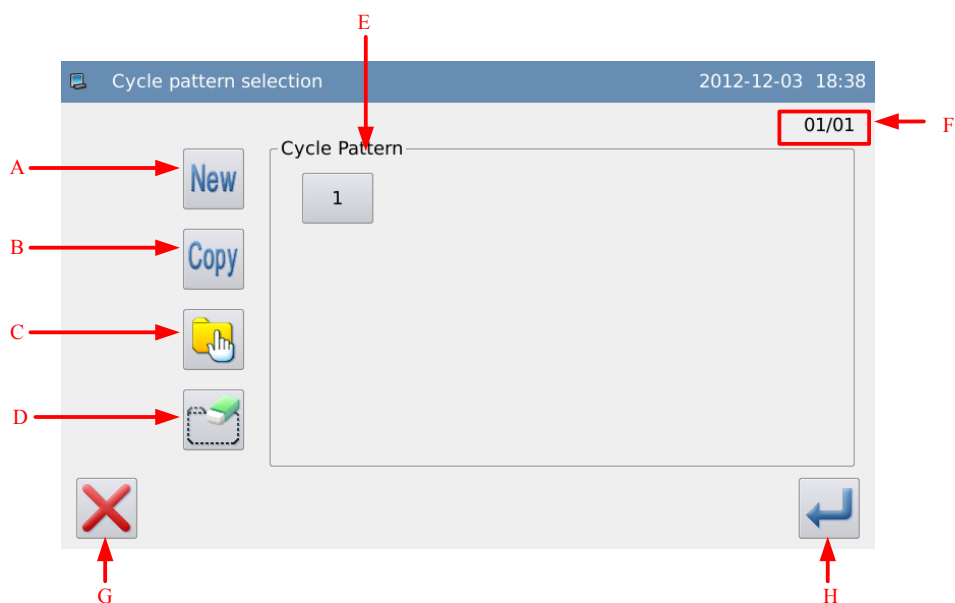 E
Cycle pattern selection 2012-12-03 18:38
01/01 F
Cycle Pattern
A New
1
B Copy
C
D
G H